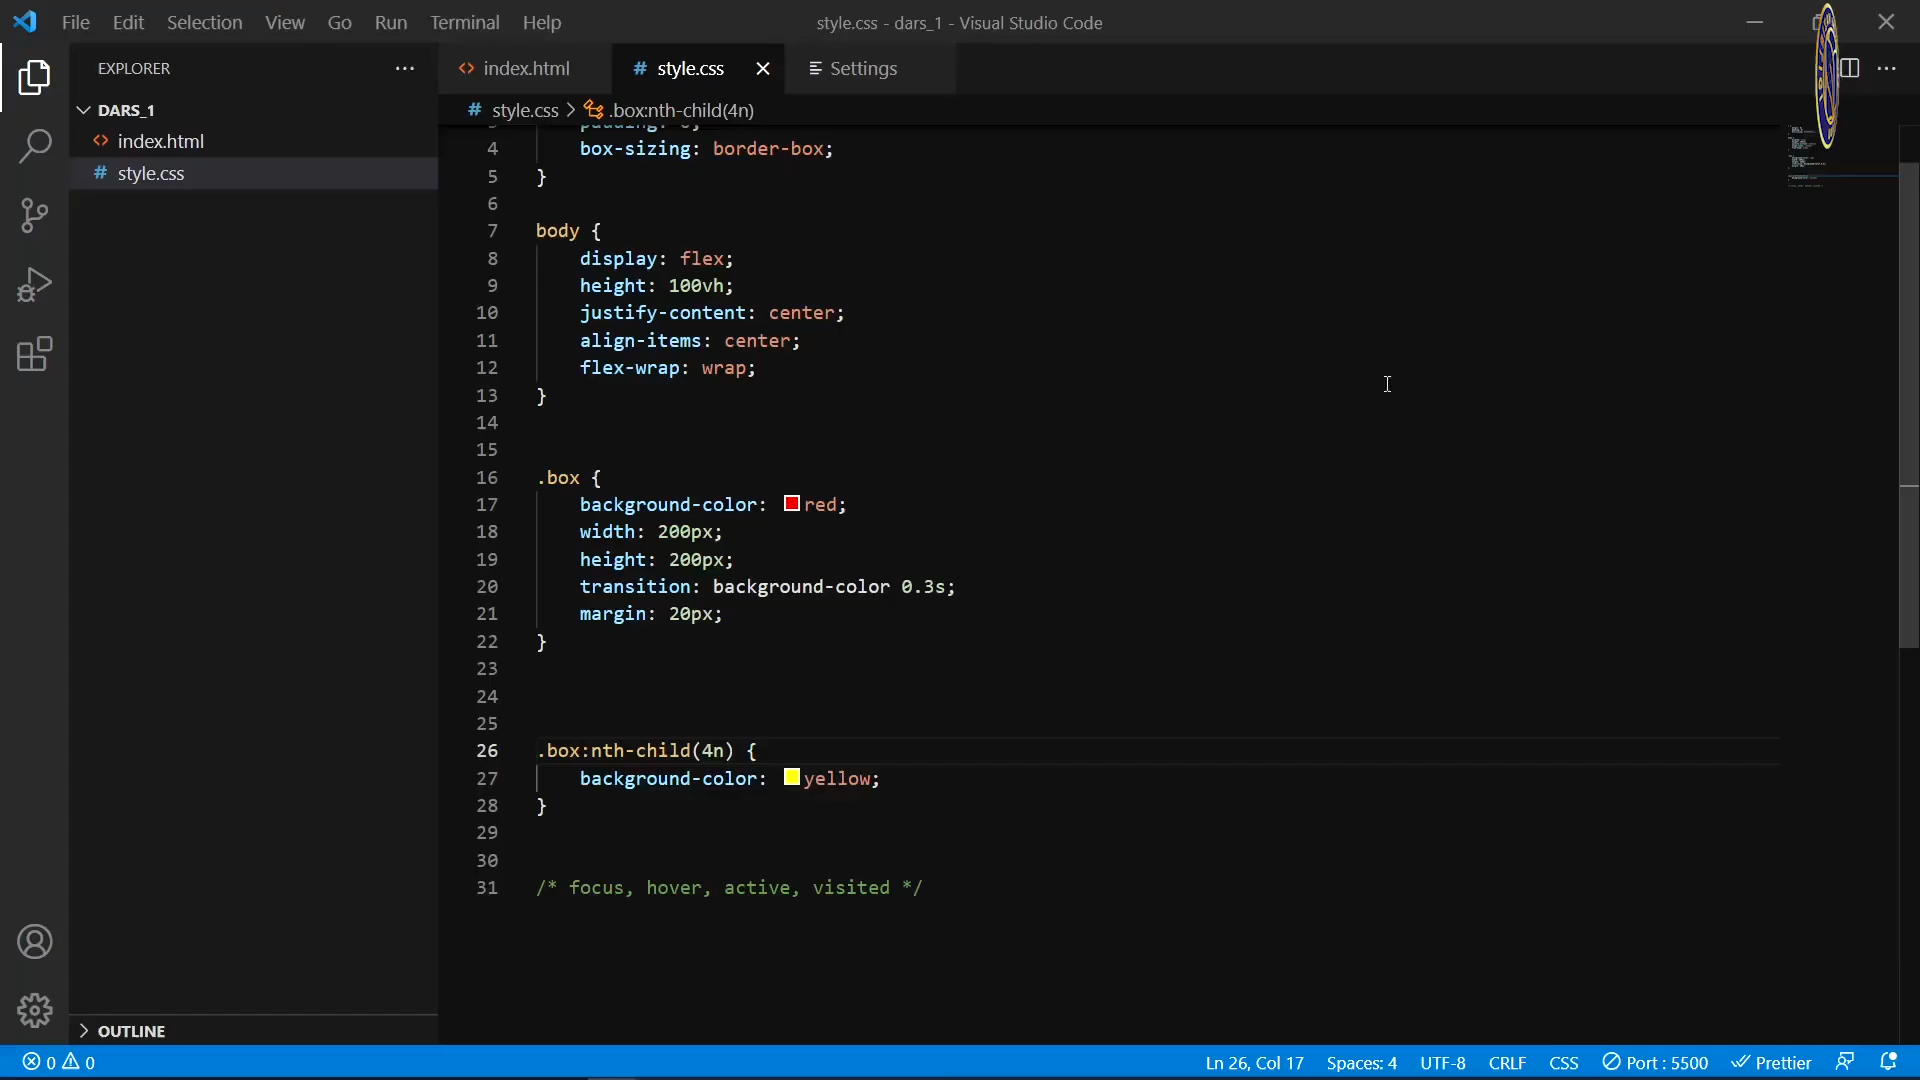 File Edit Selection View Go Run Terminal Help
style.css - dars_1 - Visual Studio Code
EXPLORER
DARS_1
index.html
style.css
OUTLINE
index.html
style.css
Settings
style.css > .box:nth-child(4n)
4 box-sizing: border-box;
5 }
6
7 body {
8 display: flex;
9 height: 100vh;
10 justify-content: center;
11 align-items: center;
12 flex-wrap: wrap;
13 }
14
15
16 .box {
17 background-color: red;
18 width: 200px;
19 height: 200px;
20 transition: background-color 0.3s;
21 margin: 20px;
22 }
23
24
25
26 .box:nth-child(4n) {
27 background-color: yellow;
28 }
29
30
31 /* focus, hover, active, visited */
0 0 Ln 26, Col 17 Spaces: 4 UTF-8 CRLF CSS Port : 5500 Prettier